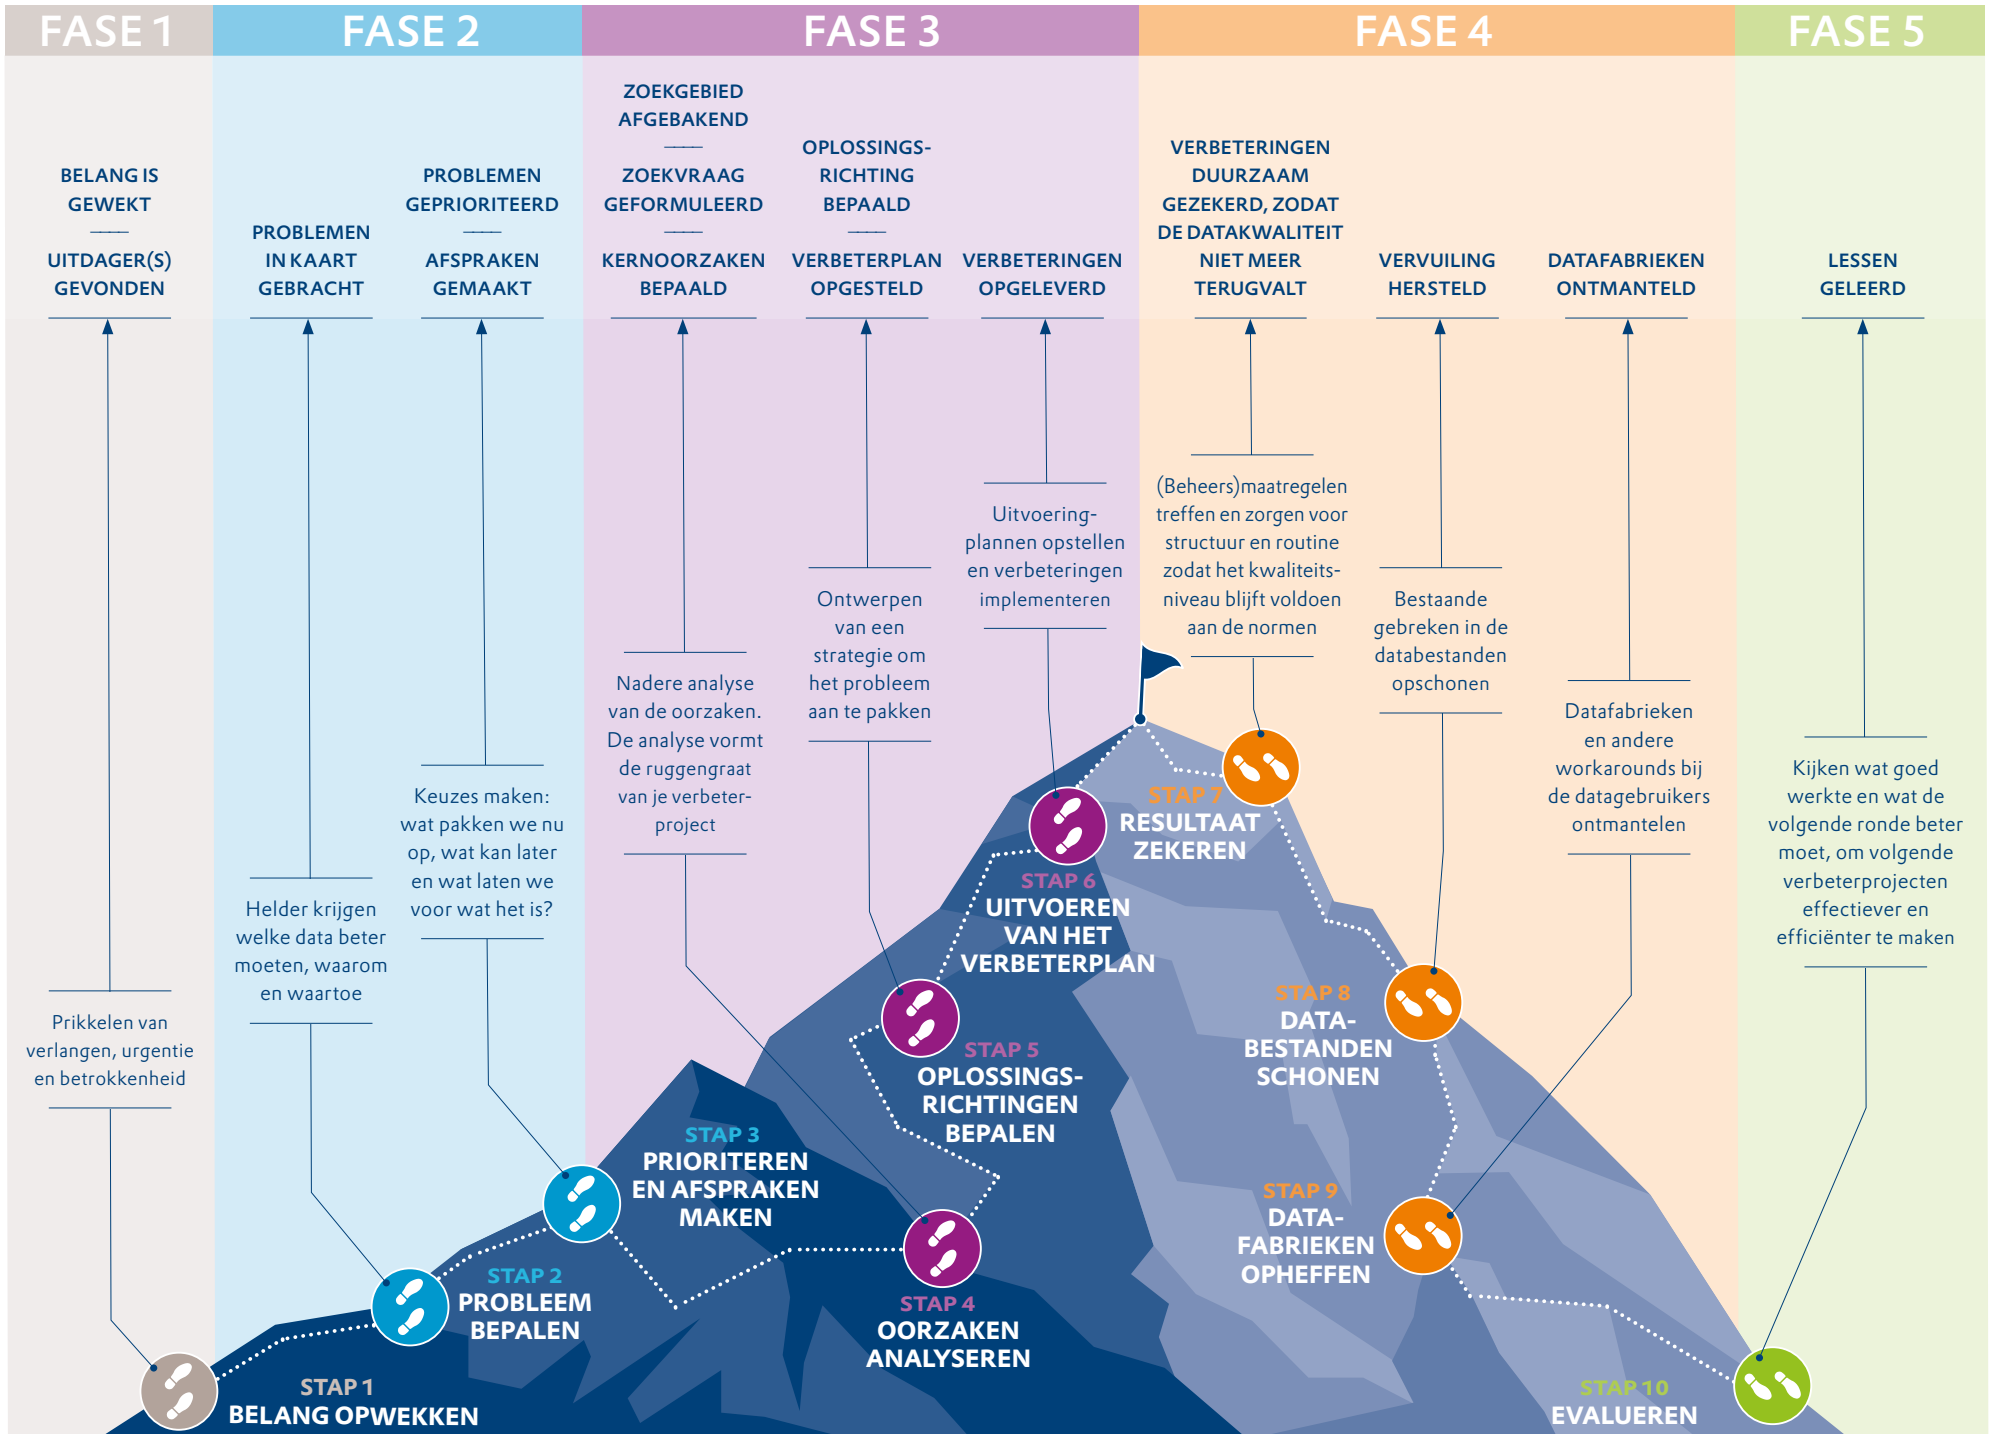 FASE 1
FASE 2
FASE 3
FASE 4
FASE 5
BELANG IS
GEWEKT
UITDAGER(S)
GEVONDEN
PROBLEMEN
IN KAART
GEBRACHT
PROBLEMEN
GEPRIORITEERD
AFSPRAKEN
GEMAAKT
ZOEKGEBIED
AFGEBAKEND
ZOEKVRAAG
GEFORMULEERD
KERNOORZAKEN
BEPAALD
OPLOSSINGS-
RICHTING
BEPAALD
VERBETERPLAN
OPGESTELD
VERBETERINGEN
OPGELEVERD
VERBETERINGEN
DUURZAAM
GEZEKERD, ZODAT
DE DATAKWALITEIT
NIET MEER
TERUGVALT
VERVUILING
HERSTELD
DATAFABRIEKEN
ONTMANTELD
LESSEN
GELEERD
Prikkelen van
verlangen, urgentie
en betrokkenheid
Helder krijgen
welke data beter
moeten, waarom
en waartoe
Keuzes maken:
wat pakken we nu
op, wat kan later
en wat laten we
voor wat het is?
Nadere analyse
van de oorzaken.
De analyse vormt
de ruggengraat
van je verbeter-
project
Ontwerpen
van een
strategie om
het probleem
aan te pakken
Uitvoering-
plannen opstellen
en verbeteringen
implementeren
(Beheers)maatregelen
treffen en zorgen voor
structuur en routine
zodat het kwaliteits-
niveau blijft voldoen
aan de normen
Bestaande
gebreken in de
databestanden
opschonen
Datafabrieken
en andere
workarounds bij
de datagebruikers
ontmantelen
Kijken wat goed
werkte en wat de
volgende ronde beter
moet, om volgende
verbeterprojecten
effectiever en
efficiënter te maken
STAP 1
BELANG OPWEKKEN
STAP 2
PROBLEEM
BEPALEN
STAP 3
PRIORITEREN
EN AFSPRAKEN
MAKEN
STAP 4
OORZAKEN
ANALYSEREN
STAP 5
OPLOSSINGS-
RICHTINGEN
BEPALEN
STAP 6
UITVOEREN
VAN HET
VERBETERPLAN
STAP 7
RESULTAAT
ZEKEREN
STAP 8
DATA-
BESTANDEN
SCHONEN
STAP 9
DATA-
FABRIEKEN
OPHEFFEN
STAP 10
EVALUEREN